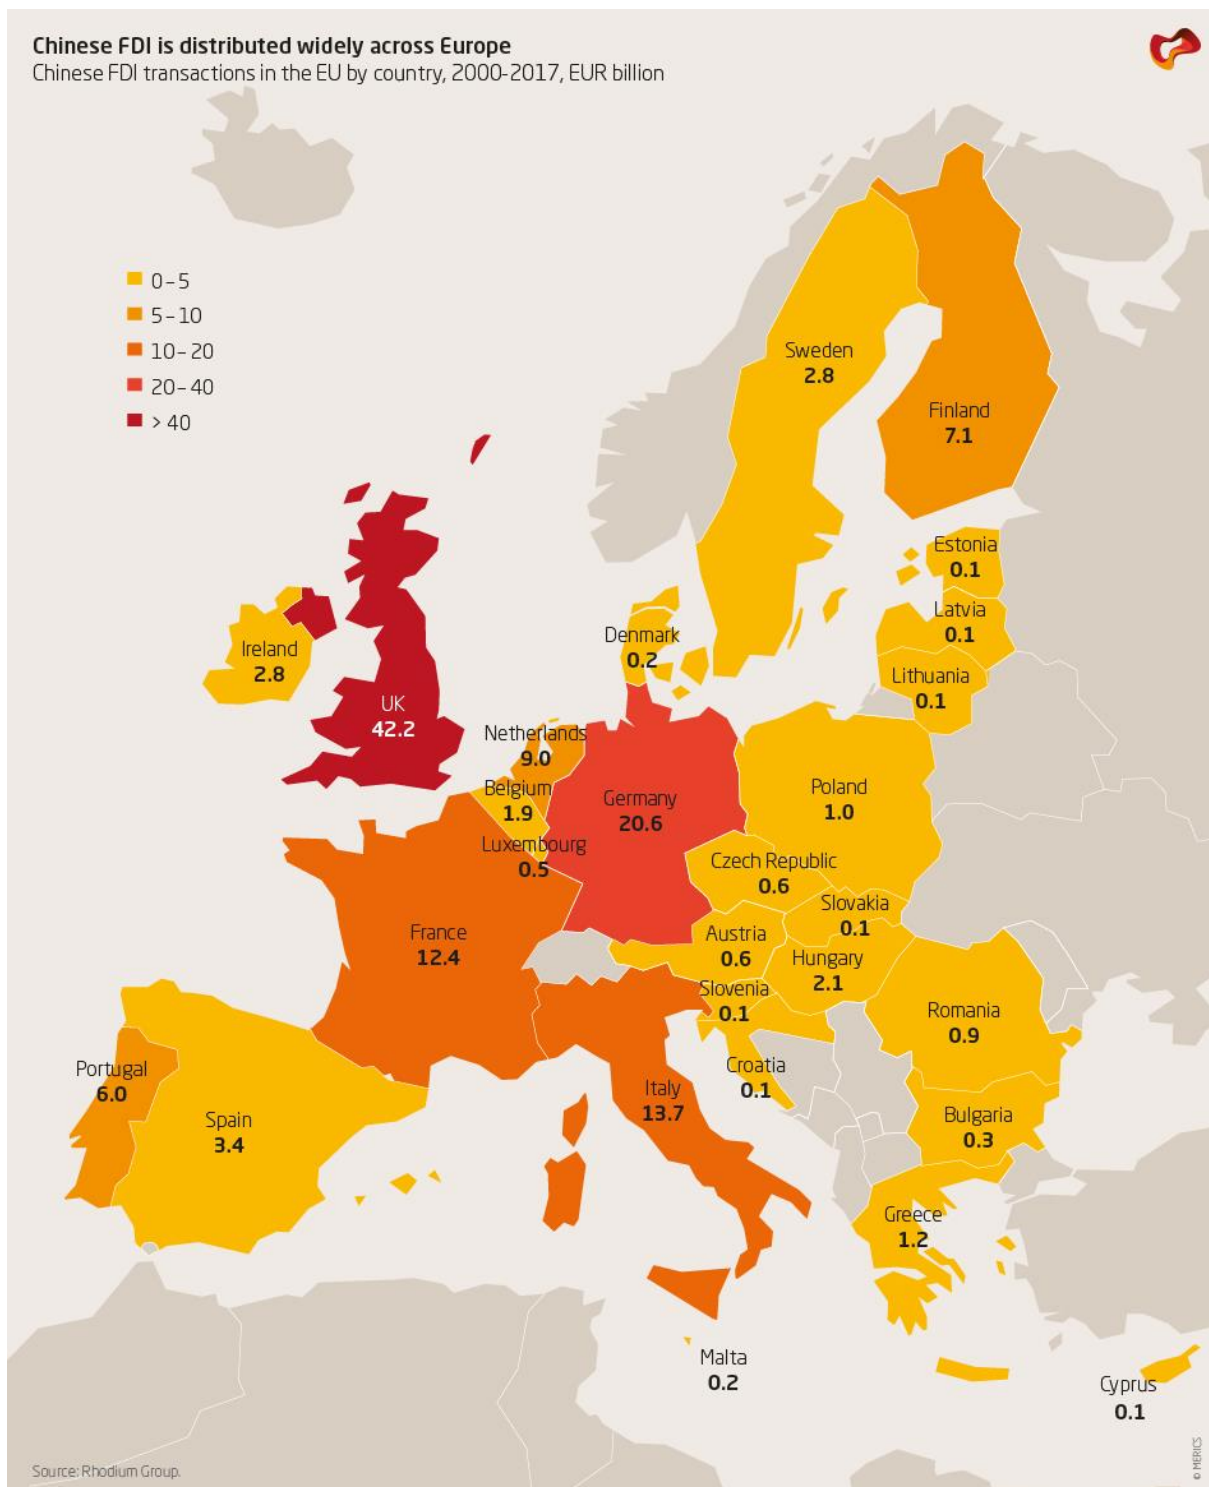 Chinese FDI is distributed widely across Europe
Chinese FDI transactions in the EU by country, 2000-2017, EUR billion
0–5
5–10
10–20
20–40
> 40
Sweden
2.8
Finland
7.1
Estonia
0.1
Latvia
0.1
Lithuania
0.1
Denmark
0.2
Ireland
2.8
UK
42.2
Netherlands
9.0
Belgium
1.9
Luxembourg
0.5
Germany
20.6
Poland
1.0
Czech Republic
0.6
Slovakia
0.1
Austria
0.6
Hungary
2.1
Slovenia
0.1
France
12.4
Romania
0.9
Croatia
0.1
Portugal
6.0
Spain
3.4
Italy
13.7
Bulgaria
0.3
Greece
1.2
Malta
0.2
Cyprus
0.1
Source: Rhodium Group.
© MERICS